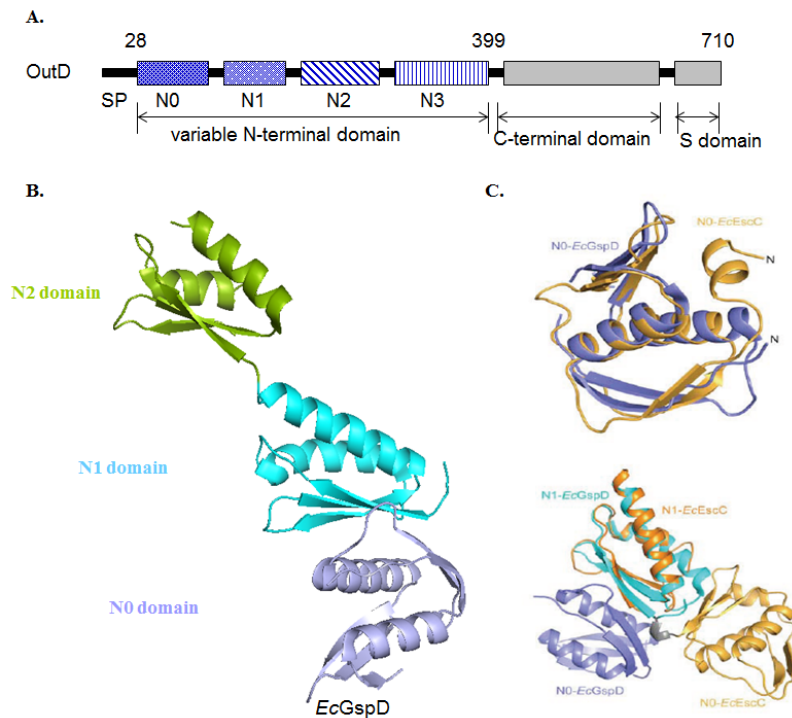 A.
28 399 710
OutD
SP N0 N1 N2 N3
variable N-terminal domain C-terminal domain S domain
B.
N2 domain
N1 domain
N0 domain
EcGspD
C.
N0-EcGspD N0-EcEscC
N
N
N1-EcGspD N1-EcEscC
N0-EcGspD
N0-EcEscC